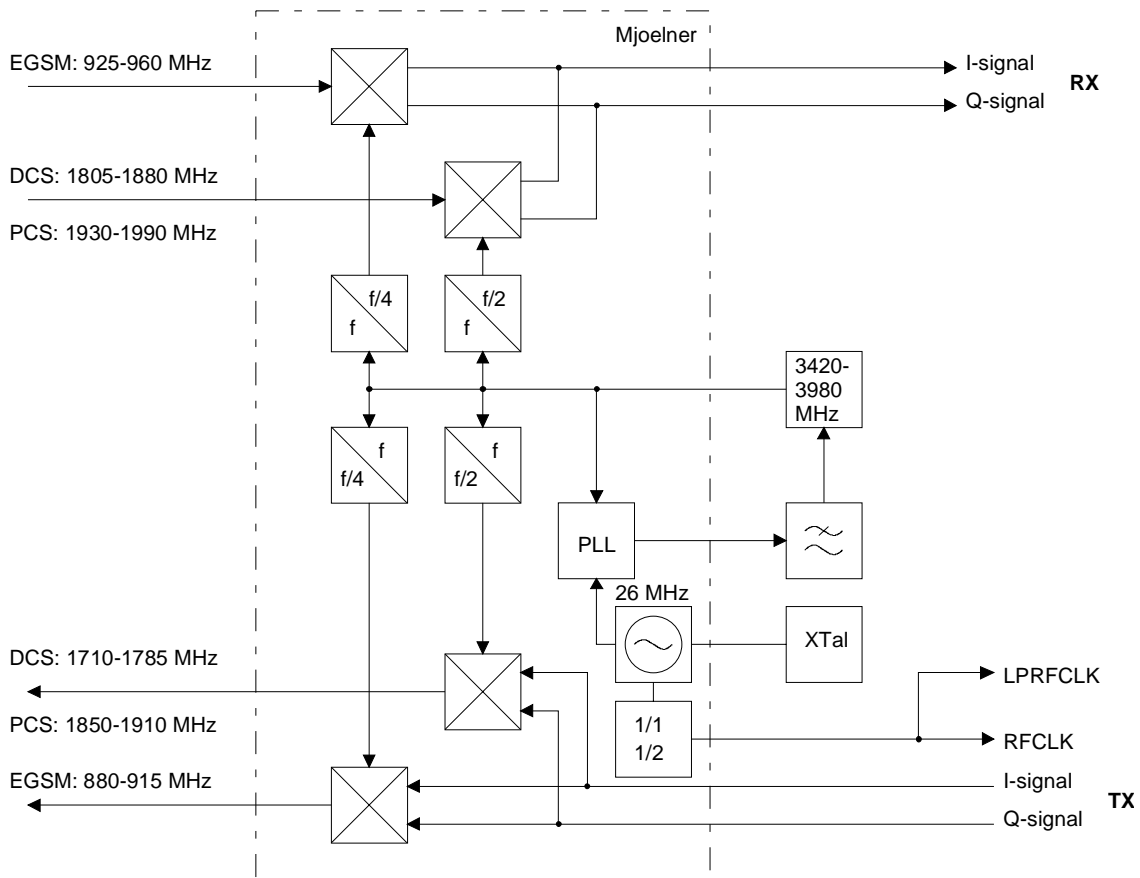 Mjoelner
EGSM: 925-960 MHz
I-signal
RX
Q-signal
DCS: 1805-1880 MHz
PCS: 1930-1990 MHz
f/4
f
f/2
f
3420-
3980
MHz
f
f/4
f
f/2
PLL
26 MHz
XTal
DCS: 1710-1785 MHz
LPRFCLK
PCS: 1850-1910 MHz
1/1
1/2
RFCLK
EGSM: 880-915 MHz
I-signal
TX
Q-signal